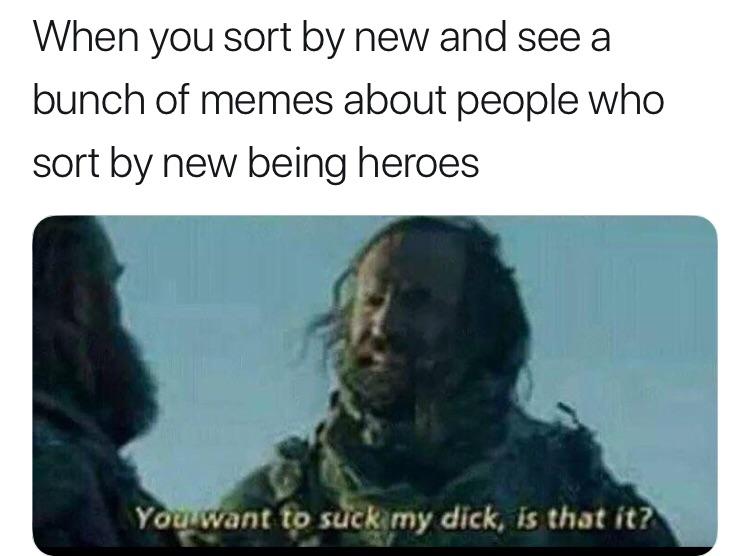 When you sort by new and see a
bunch of memes about people who
sort by new being heroes
You want to suck my dick, is that it?